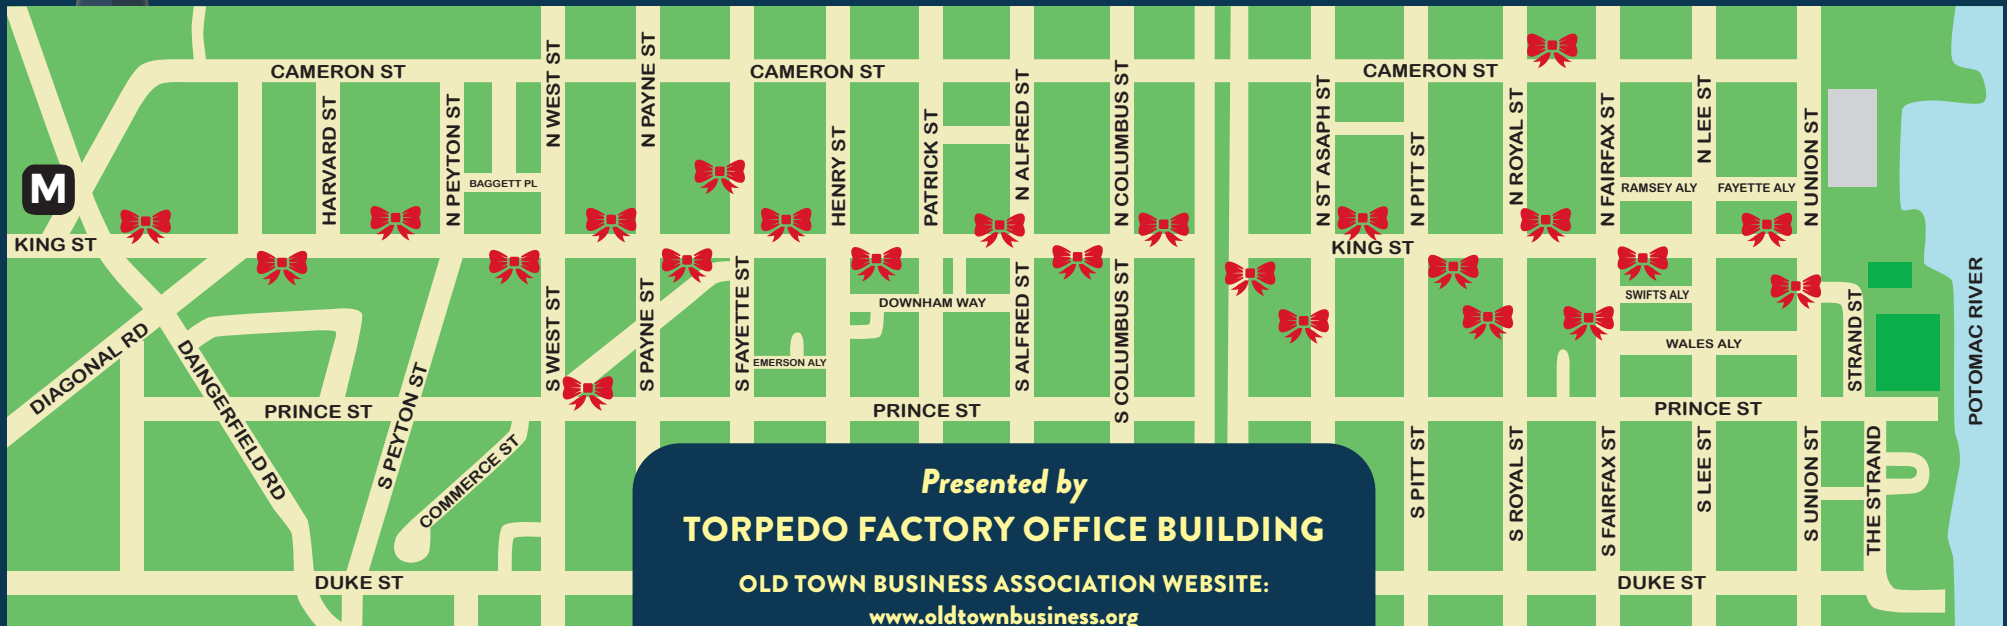 CAMERON ST
CAMERON ST
CAMERON ST
HARVARD ST
N PEYTON ST
N WEST ST
N PAYNE ST
HENRY ST
PATRICK ST
N ALFRED ST
N COLUMBUS ST
N ST ASAPH ST
N PITT ST
N ROYAL ST
N FAIRFAX ST
N LEE ST
N UNION ST
M
BAGGETT PL
RAMSEY ALY
FAYETTE ALY
KING ST
KING ST
DIAGONAL RD
DAINGERFIELD RD
S PEYTON ST
S WEST ST
S PAYNE ST
S FAYETTE ST
DOWNHAM WAY
EMERSON ALY
S ALFRED ST
S COLUMBUS ST
SWIFTS ALY
WALES ALY
STRAND ST
POTOMAC RIVER
PRINCE ST
PRINCE ST
PRINCE ST
COMMERCE ST
S PITT ST
S ROYAL ST
S FAIRFAX ST
S LEE ST
S UNION ST
THE STRAND
DUKE ST
DUKE ST
Presented by
TORPEDO FACTORY OFFICE BUILDING
OLD TOWN BUSINESS ASSOCIATION WEBSITE:
www.oldtownbusiness.org